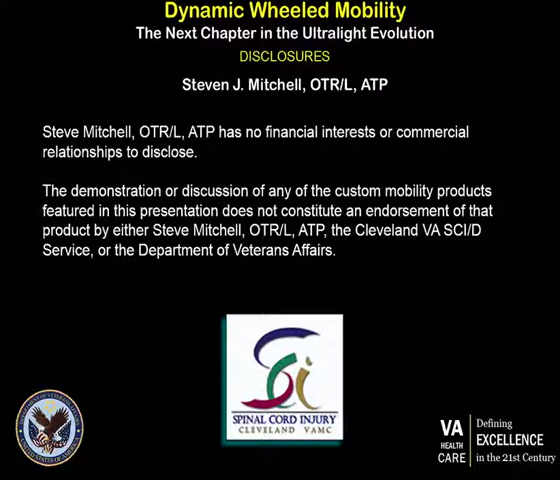 Dynamic Wheeled Mobility
The Next Chapter in the Ultralight Evolution
DISCLOSURES
Steven J. Mitchell, OTR/L, ATP
Steve Mitchell, OTR/L, ATP has no financial interests or commercial
relationships to disclose.
The demonstration or discussion of any of the custom mobility products
featured in this presentation does not constitute an endorsement of that
product by either Steve Mitchell, OTR/L, ATP, the Cleveland VA SCI/D
Service, or the Department of Veterans Affairs.
Sci
SPINAL CORD INJURY
CLEVELAND VAMC
VA
HEALTH
CARE
Defining
EXCELLENCE
in the 21st Century